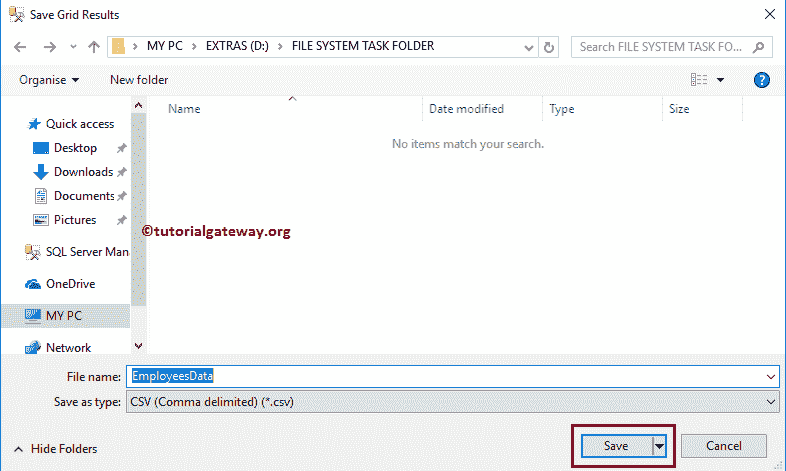 Save Grid Results
MY PC EXTRAS (D:) FILE SYSTEM TASK FOLDER Search FILE SYSTEM TASK FO...
Organise New folder
Name Date modified Type Size
No items match your search.
Quick access
Desktop
Downloads
Documents
Pictures
©tutorialgateway.org
SQL Server Man
OneDrive
MY PC
Network
File name: EmployeesData
Save as type: CSV (Comma delimited) (*.csv)
Hide Folders Save Cancel